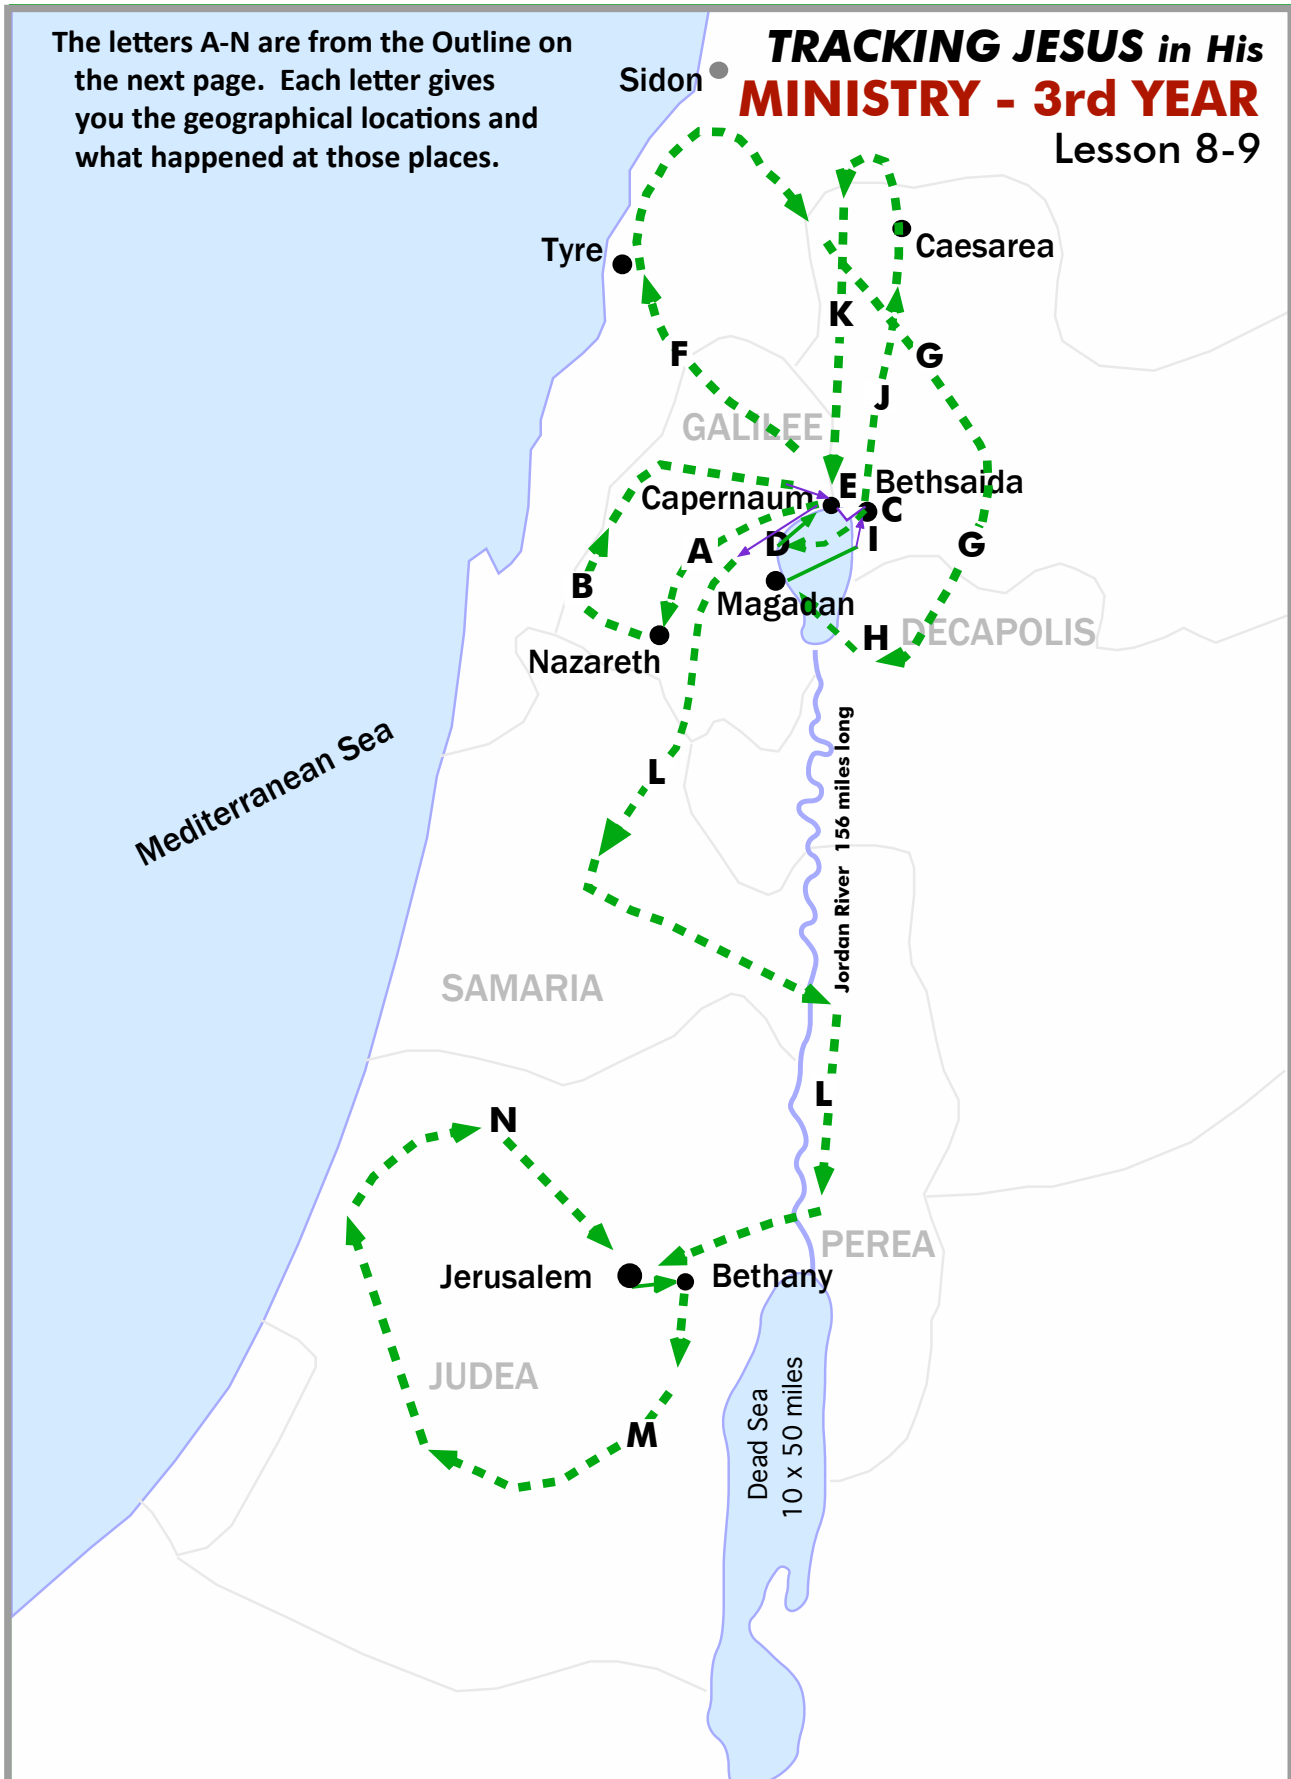 The letters A-N are from the Outline on
the next page.  Each letter gives
you the geographical locations and
what happened at those places.
TRACKING JESUS in His
MINISTRY - 3rd YEAR
Lesson 8-9
Sidon
Tyre
Caesarea
K
F
G
J
GALILEE
E
Bethsaida
Capernaum
C
A
D
I
G
B
Magadan
H
DECAPOLIS
Nazareth
L
Mediterranean Sea
Jordan River  156 miles long
SAMARIA
L
N
PEREA
Jerusalem
Bethany
JUDEA
M
Dead Sea
10 x 50 miles